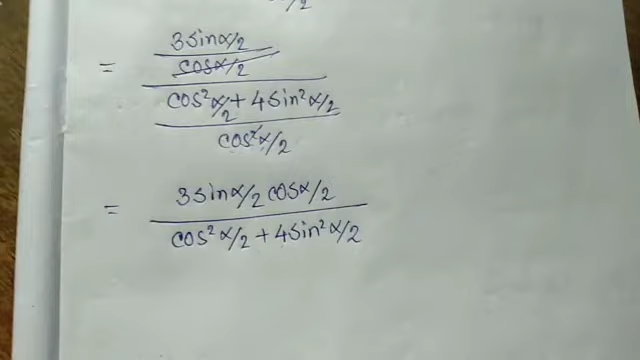 3sinα/2
= cosα/2
cos²α/2 + 4sin²α/2
cos²α/2
3sinα/2 cosα/2
=
cos²α/2 + 4sin²α/2